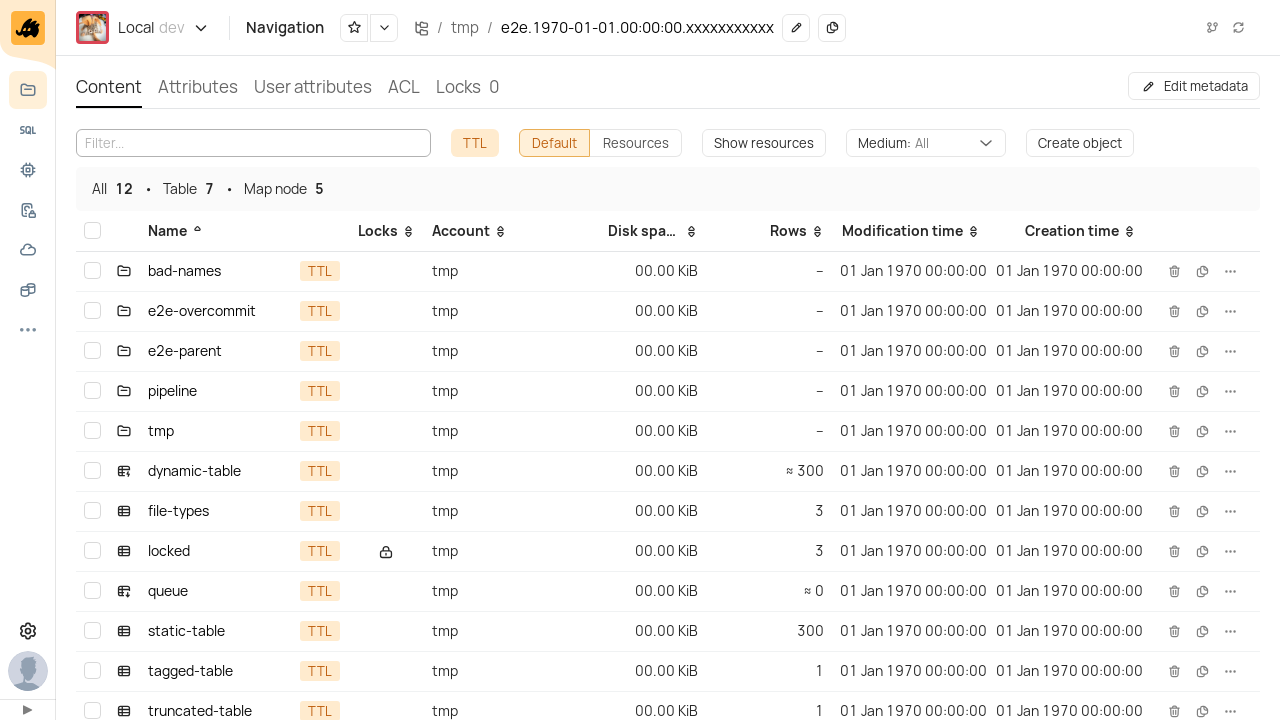 Local dev Navigation / tmp / e2e.1970-01-01.00:00:00.xxxxxxxxxxx
Content Attributes User attributes ACL Locks 0 Edit metadata
SQL
Filter... TTL Default Resources Show resources Medium: All Create object
All 12 • Table 7 • Map node 5
Name Locks Account Disk spa... Rows Modification time Creation time
bad-names TTL tmp 00.00 KiB – 01 Jan 1970 00:00:00 01 Jan 1970 00:00:00
e2e-overcommit TTL tmp 00.00 KiB – 01 Jan 1970 00:00:00 01 Jan 1970 00:00:00
e2e-parent TTL tmp 00.00 KiB – 01 Jan 1970 00:00:00 01 Jan 1970 00:00:00
pipeline TTL tmp 00.00 KiB – 01 Jan 1970 00:00:00 01 Jan 1970 00:00:00
tmp TTL tmp 00.00 KiB – 01 Jan 1970 00:00:00 01 Jan 1970 00:00:00
dynamic-table TTL tmp 00.00 KiB ≈ 300 01 Jan 1970 00:00:00 01 Jan 1970 00:00:00
file-types TTL tmp 00.00 KiB 3 01 Jan 1970 00:00:00 01 Jan 1970 00:00:00
locked TTL tmp 00.00 KiB 3 01 Jan 1970 00:00:00 01 Jan 1970 00:00:00
queue TTL tmp 00.00 KiB ≈ 0 01 Jan 1970 00:00:00 01 Jan 1970 00:00:00
static-table TTL tmp 00.00 KiB 300 01 Jan 1970 00:00:00 01 Jan 1970 00:00:00
tagged-table TTL tmp 00.00 KiB 1 01 Jan 1970 00:00:00 01 Jan 1970 00:00:00
truncated-table TTL tmp 00.00 KiB 1 01 Jan 1970 00:00:00 01 Jan 1970 00:00:00